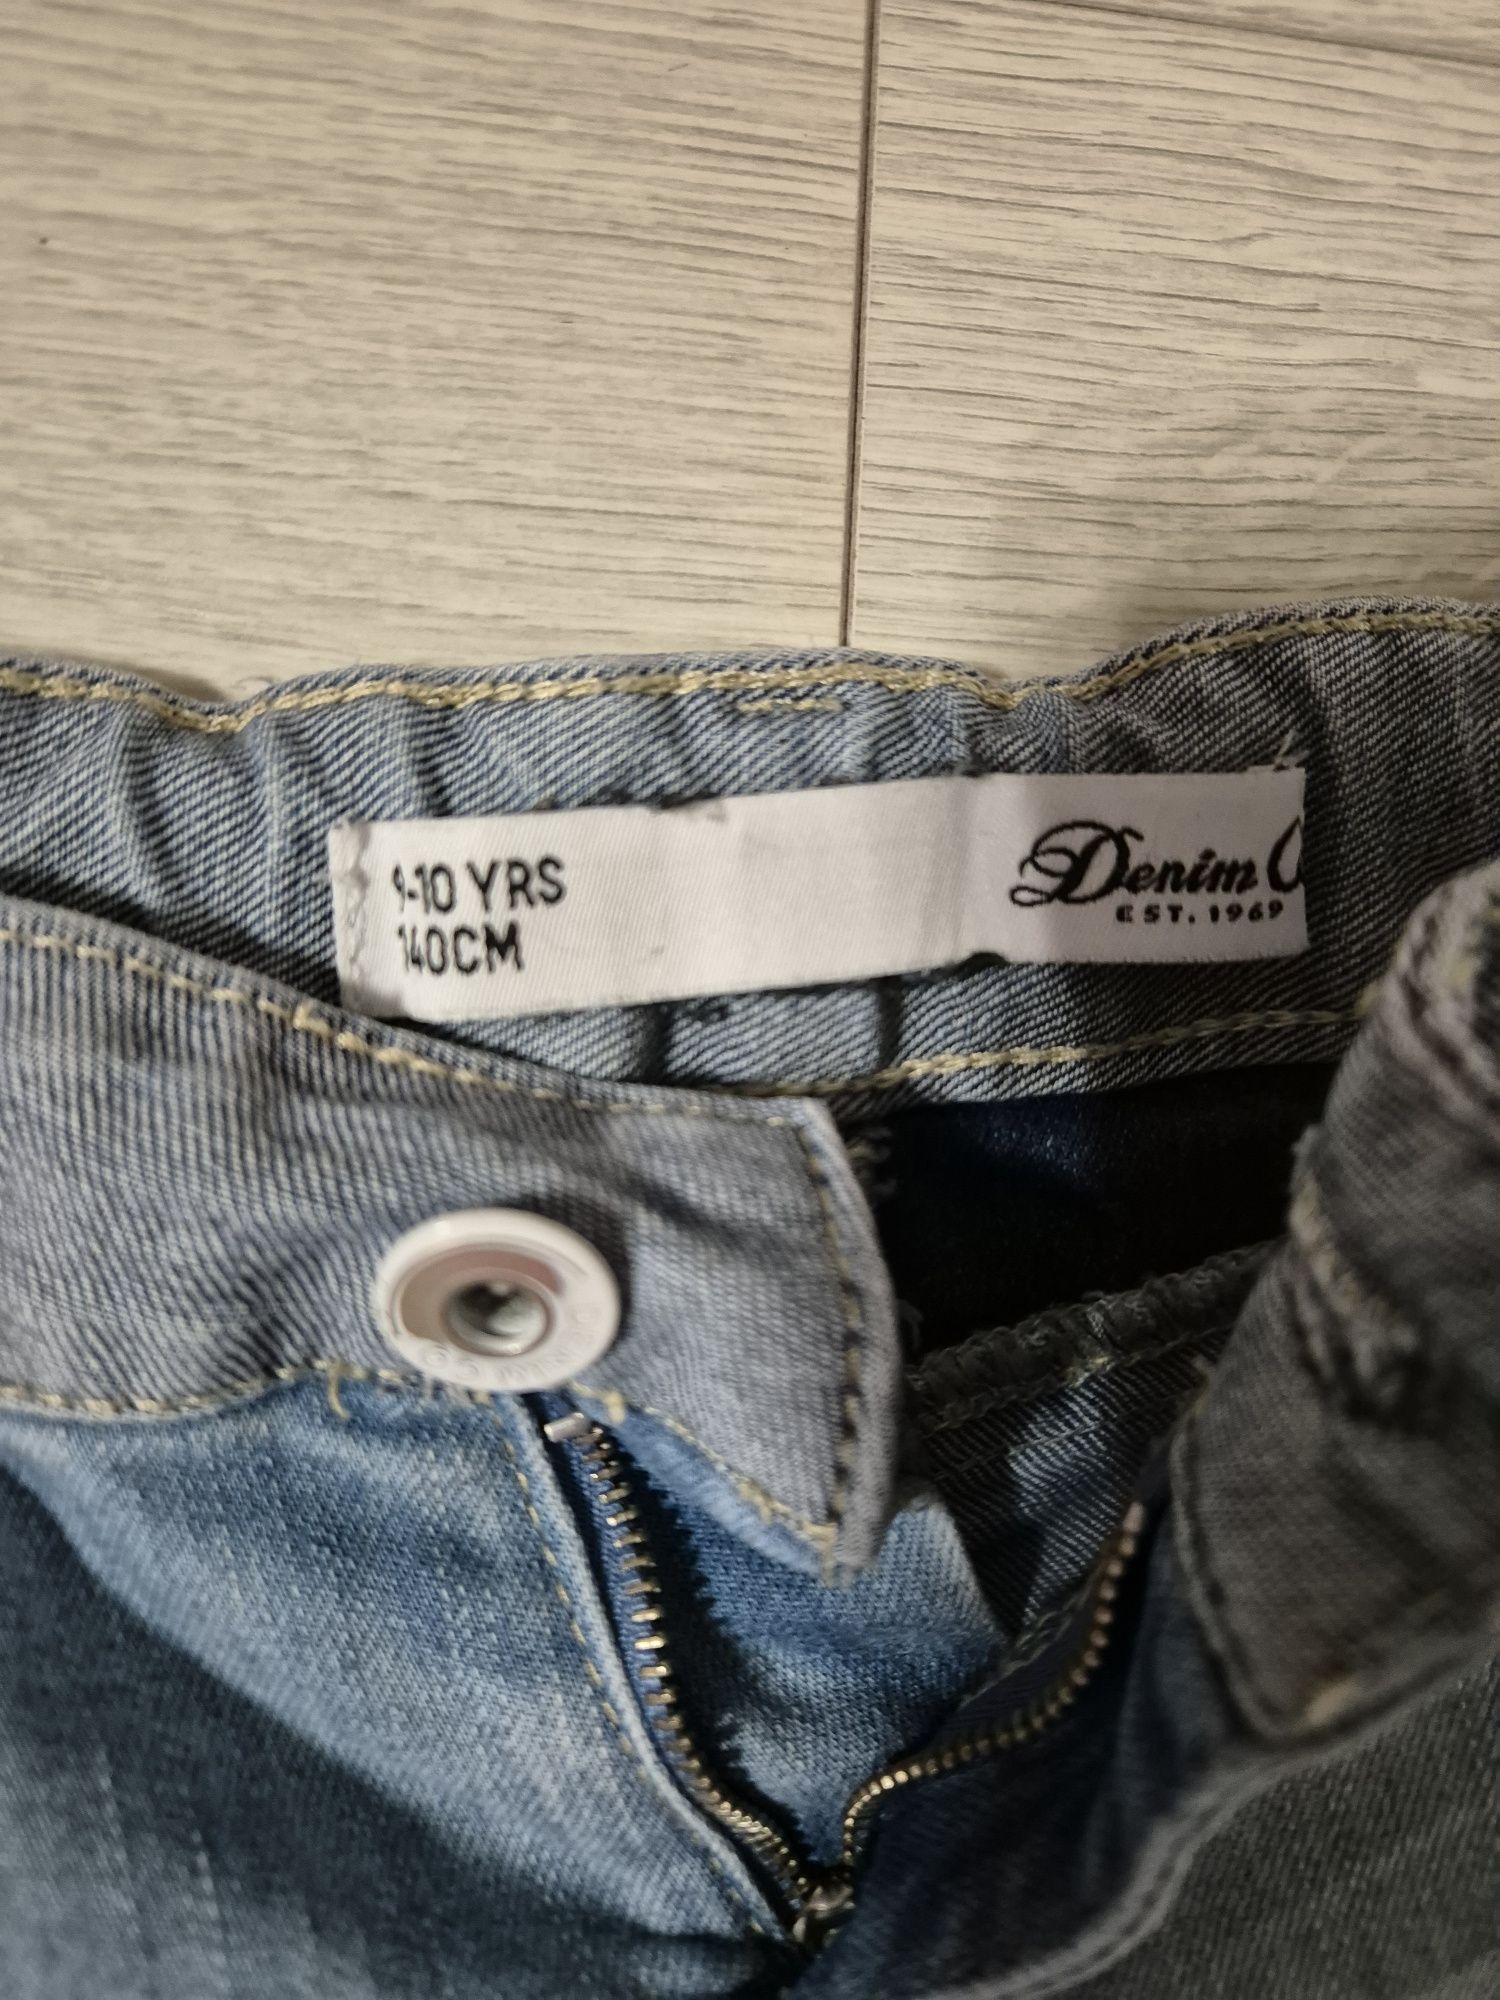 9-10 YRS
140CM
Denim
EST. 1969